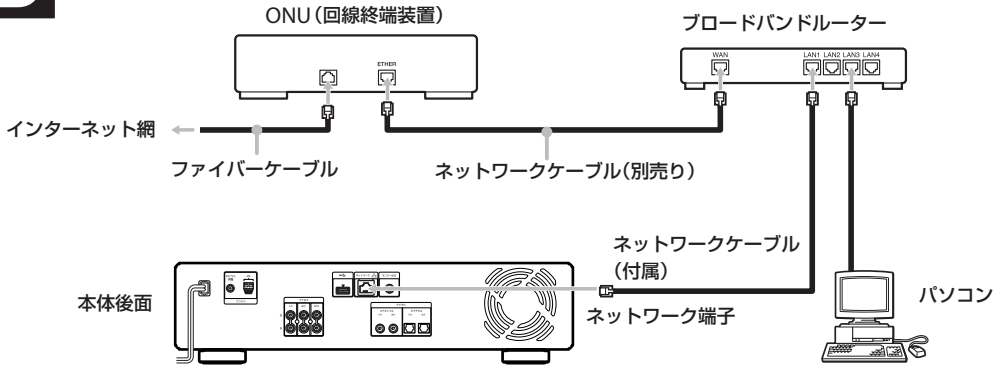 ONU（回線終端装置）
ブロードバンドルーター
ETHER
WAN
LAN1 LAN2 LAN3 LAN4
インターネット網
ファイバーケーブル
ネットワークケーブル（別売り）
ネットワークケーブル
（付属）
本体後面
ネットワーク端子
パソコン